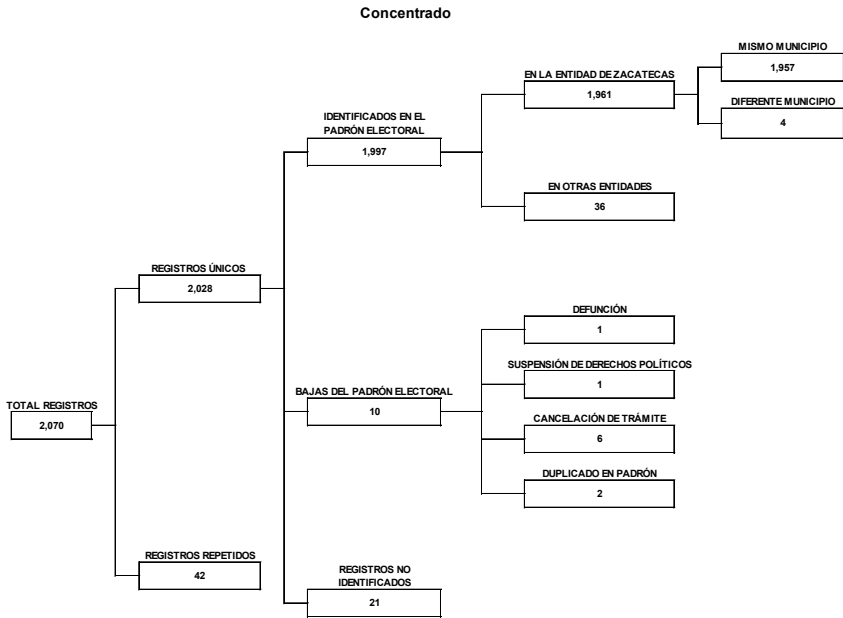 Concentrado
MISMO MUNICIPIO
1,957
EN LA ENTIDAD DE ZACATECAS
1,961
DIFERENTE MUNICIPIO
4
IDENTIFICADOS EN EL
PADRÓN ELECTORAL
1,997
EN OTRAS ENTIDADES
36
REGISTROS ÚNICOS
2,028
DEFUNCIÓN
1
SUSPENSIÓN DE DERECHOS POLÍTICOS
1
BAJAS DEL PADRÓN ELECTORAL
10
TOTAL REGISTROS
2,070
CANCELACIÓN DE TRÁMITE
6
DUPLICADO EN PADRÓN
2
REGISTROS REPETIDOS
42
REGISTROS NO
IDENTIFICADOS
21